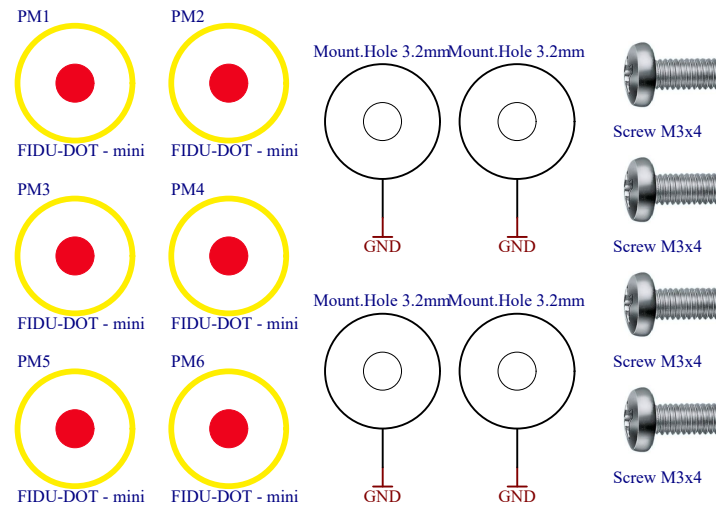 PM1
FIDU-DOT - mini
PM2
FIDU-DOT - mini
PM3
FIDU-DOT - mini
PM4
FIDU-DOT - mini
PM5
FIDU-DOT - mini
PM6
FIDU-DOT - mini
Mount.Hole 3.2mm
GND
Mount.Hole 3.2mm
GND
Mount.Hole 3.2mm
GND
Mount.Hole 3.2mm
GND
Screw M3x4
Screw M3x4
Screw M3x4
Screw M3x4